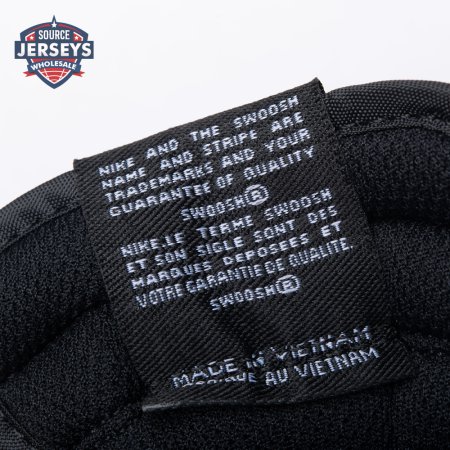 SOURCE
JERSEYS
WHOLESALE
NIKE AND THE SWOOSH
NAME AND STRIPE ARE
TRADEMARKS AND YOUR
GUARANTEE OF QUALITY
SWOOSH®
NIKE,LE TERME SWOOSH
ET SON SIGLE SONT DES
MARQUES DEPOSEES ET
VOTRE GARANTIE DE QUALITE.
SWOOSH®
MADE IN VIETNAM
AU VIETNAM